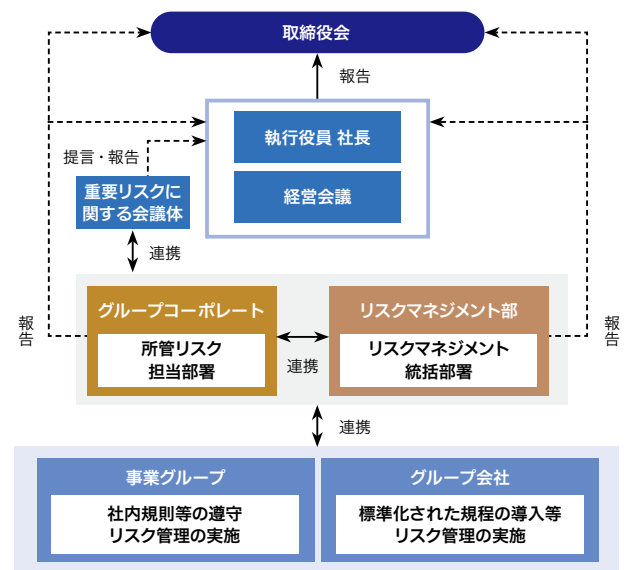 取締役会
報告
執行役員 社長
経営会議
提言・報告
重要リスクに
関する会議体
連携
グループコーポレート
所管リスク
担当部署
連携
リスクマネジメント部
リスクマネジメント
統括部署
報告
報告
連携
事業グループ
社内規則等の遵守
リスク管理の実施
グループ会社
標準化された規程の導入等
リスク管理の実施